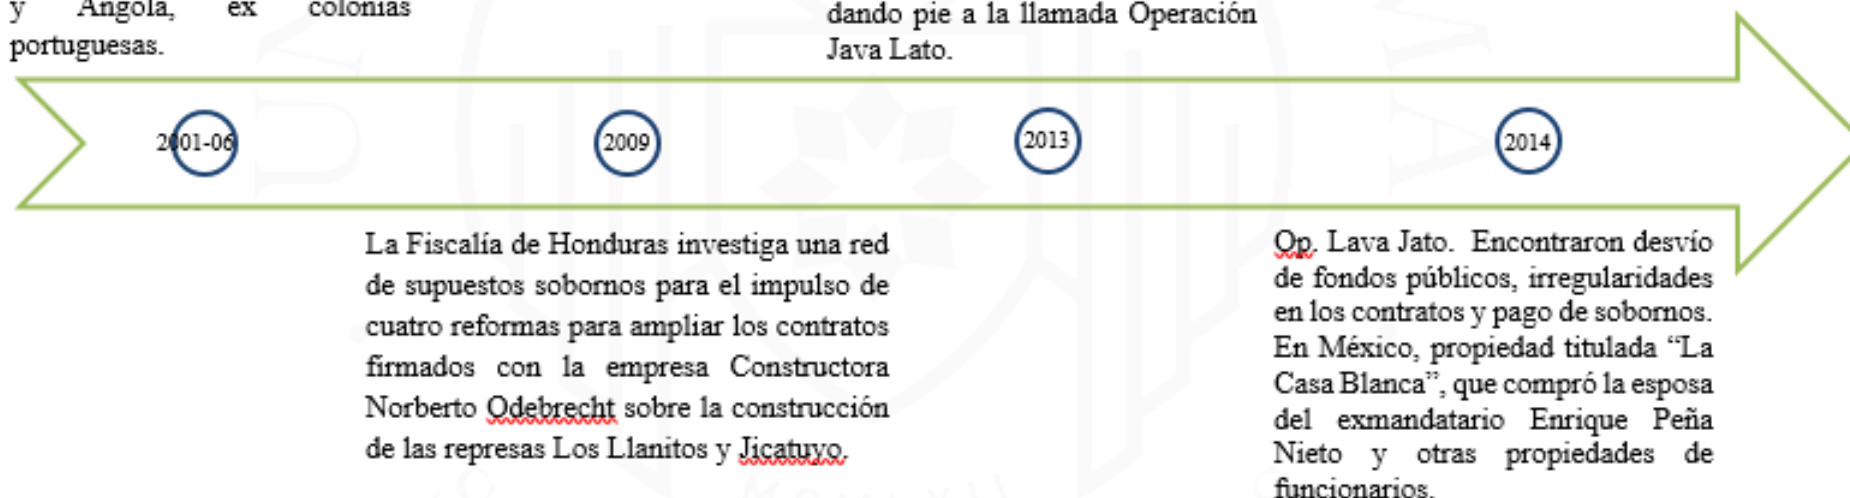 y Angola, ex colonias
portuguesas.
dando pie a la llamada Operación
Java Lato.
2001-06
2009
2013
2014
La Fiscalía de Honduras investiga una red
de supuestos sobornos para el impulso de
cuatro reformas para ampliar los contratos
firmados con la empresa Constructora
Norberto Odebrecht sobre la construcción
de las represas Los Llanitos y Jicatuyo.
Op. Lava Jato. Encontraron desvío
de fondos públicos, irregularidades
en los contratos y pago de sobornos.
En México, propiedad titulada “La
Casa Blanca”, que compró la esposa
del exmandatario Enrique Peña
Nieto y otras propiedades de
funcionarios.